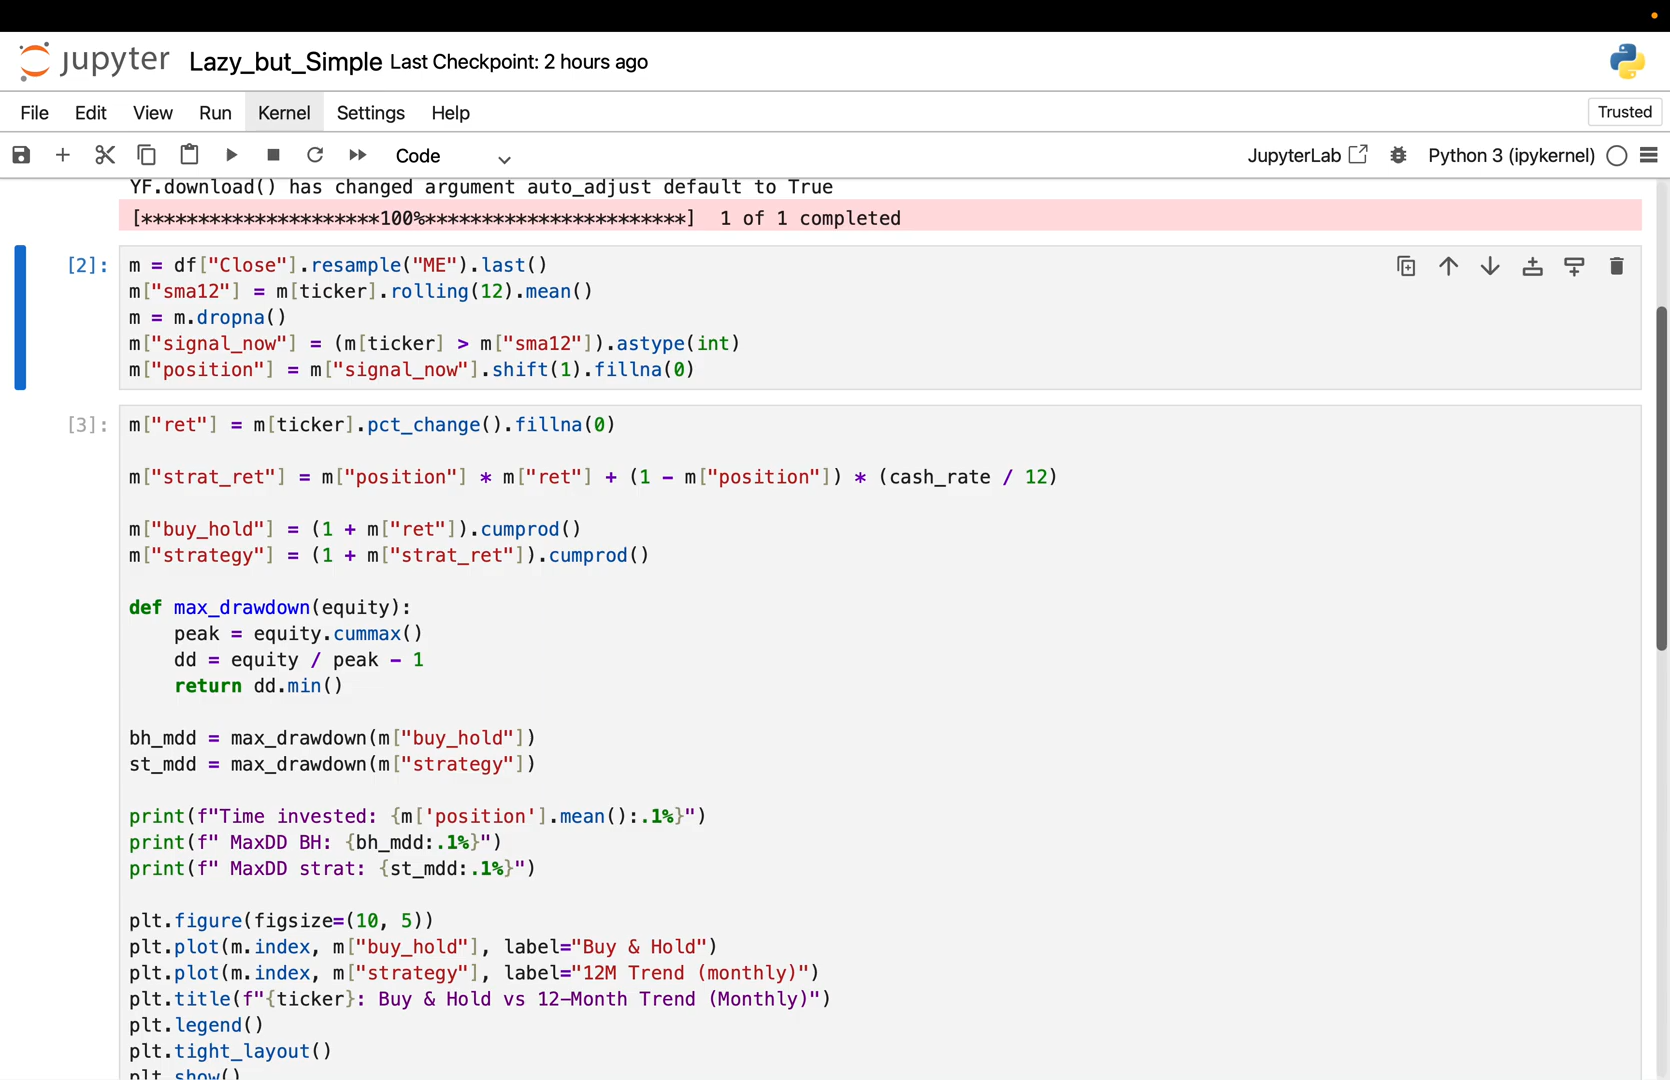 jupyter Lazy_but_Simple Last Checkpoint: 2 hours ago
File Edit View Run Kernel Settings Help Trusted
Code JupyterLab Python 3 (ipykernel)
YF.download() has changed argument auto_adjust default to True
[*********************100%***********************]  1 of 1 completed
[2]: m = df["Close"].resample("ME").last()
m["sma12"] = m[ticker].rolling(12).mean()
m = m.dropna()
m["signal_now"] = (m[ticker] > m["sma12"]).astype(int)
m["position"] = m["signal_now"].shift(1).fillna(0)
[3]: m["ret"] = m[ticker].pct_change().fillna(0)
m["strat_ret"] = m["position"] * m["ret"] + (1 - m["position"]) * (cash_rate / 12)
m["buy_hold"] = (1 + m["ret"]).cumprod()
m["strategy"] = (1 + m["strat_ret"]).cumprod()
def max_drawdown(equity):
    peak = equity.cummax()
    dd = equity / peak - 1
    return dd.min()
bh_mdd = max_drawdown(m["buy_hold"])
st_mdd = max_drawdown(m["strategy"])
print(f"Time invested: {m['position'].mean():.1%}")
print(f" MaxDD BH: {bh_mdd:.1%}")
print(f" MaxDD strat: {st_mdd:.1%}")
plt.figure(figsize=(10, 5))
plt.plot(m.index, m["buy_hold"], label="Buy & Hold")
plt.plot(m.index, m["strategy"], label="12M Trend (monthly)")
plt.title(f"{ticker}: Buy & Hold vs 12-Month Trend (Monthly)")
plt.legend()
plt.tight_layout()
plt.show()